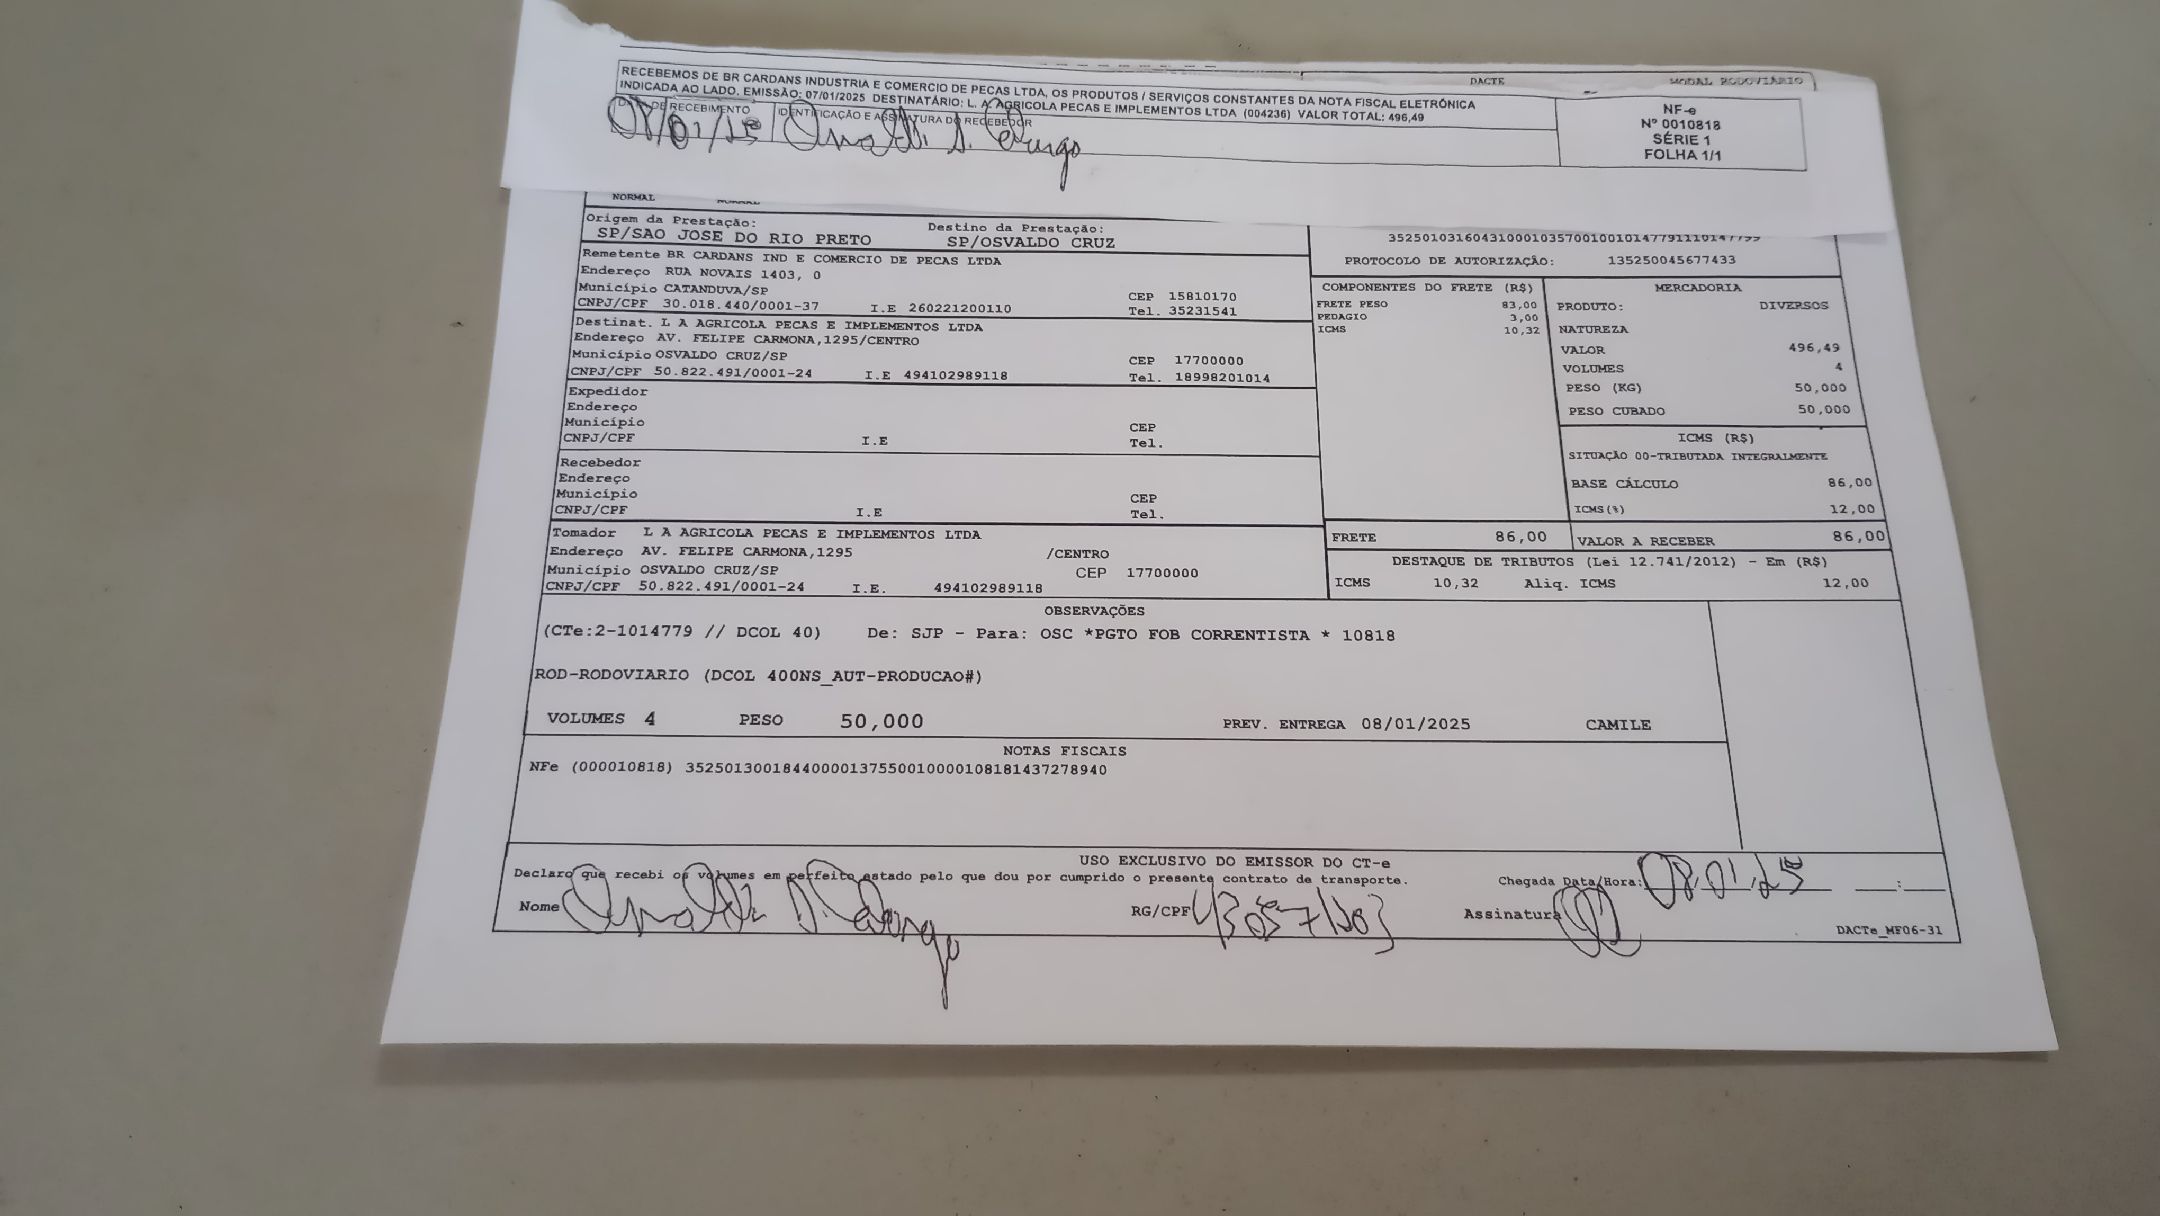 DACTE MODAL RODOVIÁRIO
RECEBEMOS DE BR CARDANS INDUSTRIA E COMERCIO DE PECAS LTDA, OS PRODUTOS / SERVIÇOS CONSTANTES DA NOTA FISCAL ELETRÔNICA
INDICADA AO LADO. EMISSÃO: 07/01/2025 DESTINATÁRIO: L. A. AGRICOLA PECAS E IMPLEMENTOS LTDA (004236) VALOR TOTAL: 496,49
DATA DE RECEBIMENTO IDENTIFICAÇÃO E ASSINATURA DO RECEBEDOR
08/01/25
NF-e
Nº 0010818
SÉRIE 1
FOLHA 1/1
NORMAL NORMAL
Origem da Prestação: Destino da Prestação:
SP/SAO JOSE DO RIO PRETO SP/OSVALDO CRUZ
PROTOCOLO DE AUTORIZAÇÃO: 135250045677433
Remetente BR CARDANS IND E COMERCIO DE PECAS LTDA
Endereço RUA NOVAIS 1403, 0
Município CATANDUVA/SP CEP 15810170
CNPJ/CPF 30.018.440/0001-37 I.E 260221200110 Tel. 35231541
Destinat. L A AGRICOLA PECAS E IMPLEMENTOS LTDA
Endereço AV. FELIPE CARMONA,1295/CENTRO
Município OSVALDO CRUZ/SP CEP 17700000
CNPJ/CPF 50.822.491/0001-24 I.E 494102989118 Tel. 18998201014
Expedidor
Endereço
Município CEP
CNPJ/CPF I.E Tel.
Recebedor
Endereço
Município CEP
CNPJ/CPF I.E Tel.
Tomador L A AGRICOLA PECAS E IMPLEMENTOS LTDA
Endereço AV. FELIPE CARMONA,1295 /CENTRO
Município OSVALDO CRUZ/SP CEP 17700000
CNPJ/CPF 50.822.491/0001-24 I.E. 494102989118
COMPONENTES DO FRETE (R$)
FRETE PESO 83,00
PEDAGIO 3,00
ICMS 10,32
MERCADORIA
PRODUTO: DIVERSOS
NATUREZA
VALOR 496,49
VOLUMES 4
PESO (KG) 50,000
PESO CUBADO 50,000
ICMS (R$)
SITUAÇÃO 00-TRIBUTADA INTEGRALMENTE
BASE CÁLCULO 86,00
ICMS(%) 12,00
FRETE 86,00 VALOR A RECEBER 86,00
DESTAQUE DE TRIBUTOS (Lei 12.741/2012) - Em (R$)
ICMS 10,32 Aliq. ICMS 12,00
OBSERVAÇÕES
(CTe:2-1014779 // DCOL 40) De: SJP - Para: OSC *PGTO FOB CORRENTISTA * 10818
ROD-RODOVIARIO (DCOL 400NS_AUT-PRODUCAO#)
VOLUMES 4 PESO 50,000 PREV. ENTREGA 08/01/2025 CAMILE
NOTAS FISCAIS
NFe (000010818) 35250130018440000137550010000108181437278940
USO EXCLUSIVO DO EMISSOR DO CT-e
Declaro que recebi os volumes em perfeito estado pelo que dou por cumprido o presente contrato de transporte. Chegada Data/Hora: 08/01/25 __:__
Nome RG/CPF Assinatura
DACTe_MF06-31